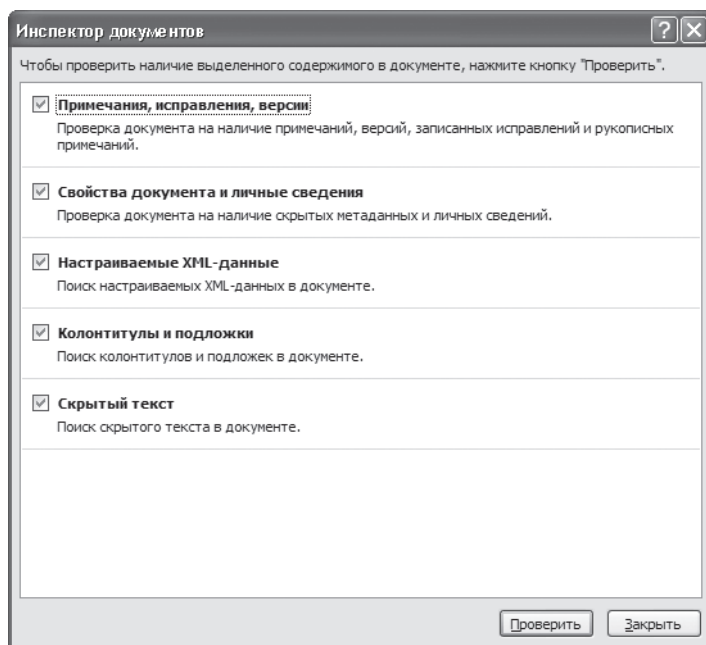 Инспектор документов
Чтобы проверить наличие выделенного содержимого в документе, нажмите кнопку "Проверить".
Примечания, исправления, версии
Проверка документа на наличие примечаний, версий, записанных исправлений и рукописных
примечаний.
Свойства документа и личные сведения
Проверка документа на наличие скрытых метаданных и личных сведений.
Настраиваемые XML-данные
Поиск настраиваемых XML-данных в документе.
Колонтитулы и подложки
Поиск колонтитулов и подложек в документе.
Скрытый текст
Поиск скрытого текста в документе.
Проверить Закрыть